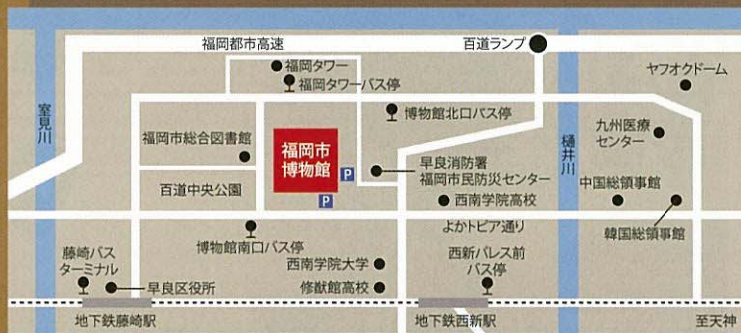 福岡都市高速
百道ランプ
福岡タワー
福岡タワーバス停
ヤフオクドーム
室見川
博物館北口バス停
九州医療
センター
福岡市総合図書館
福岡市
博物館
樋井川
P
早良消防署
福岡市民防災センター
中国総領事館
百道中央公園
P
西南学院高校
よかトピア通り
韓国総領事館
博物館南口バス停
藤崎バス
ターミナル
西南学院大学
西新パレス前
バス停
早良区役所
修猷館高校
地下鉄藤崎駅
地下鉄西新駅
至天神